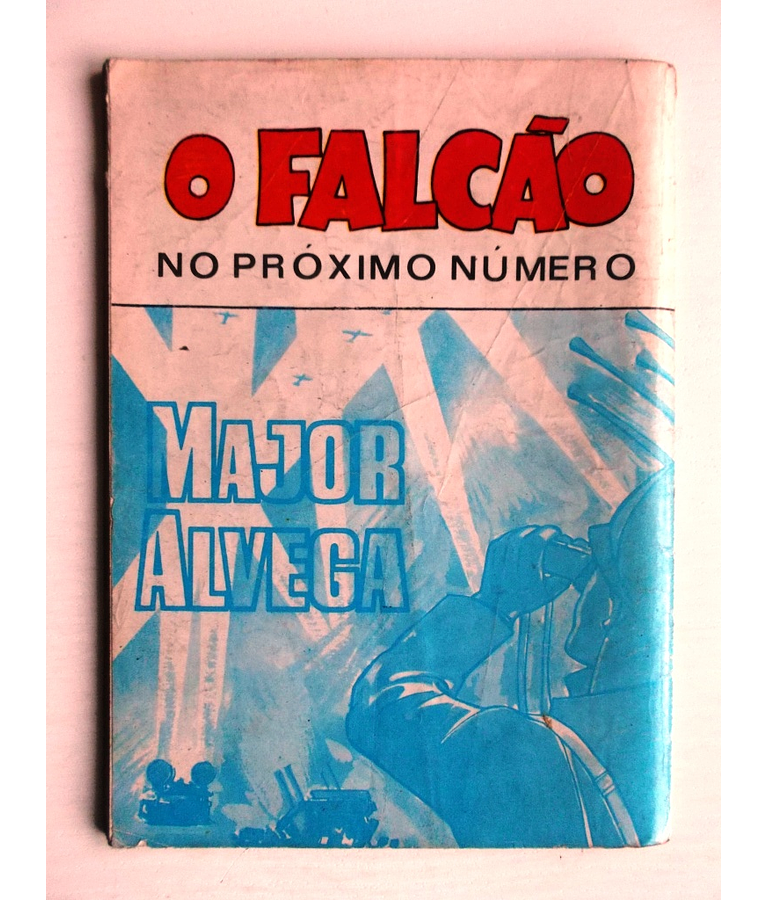 O FALCÃO
NO PRÓXIMO NÚMERO
MAJOR
ALVEGA